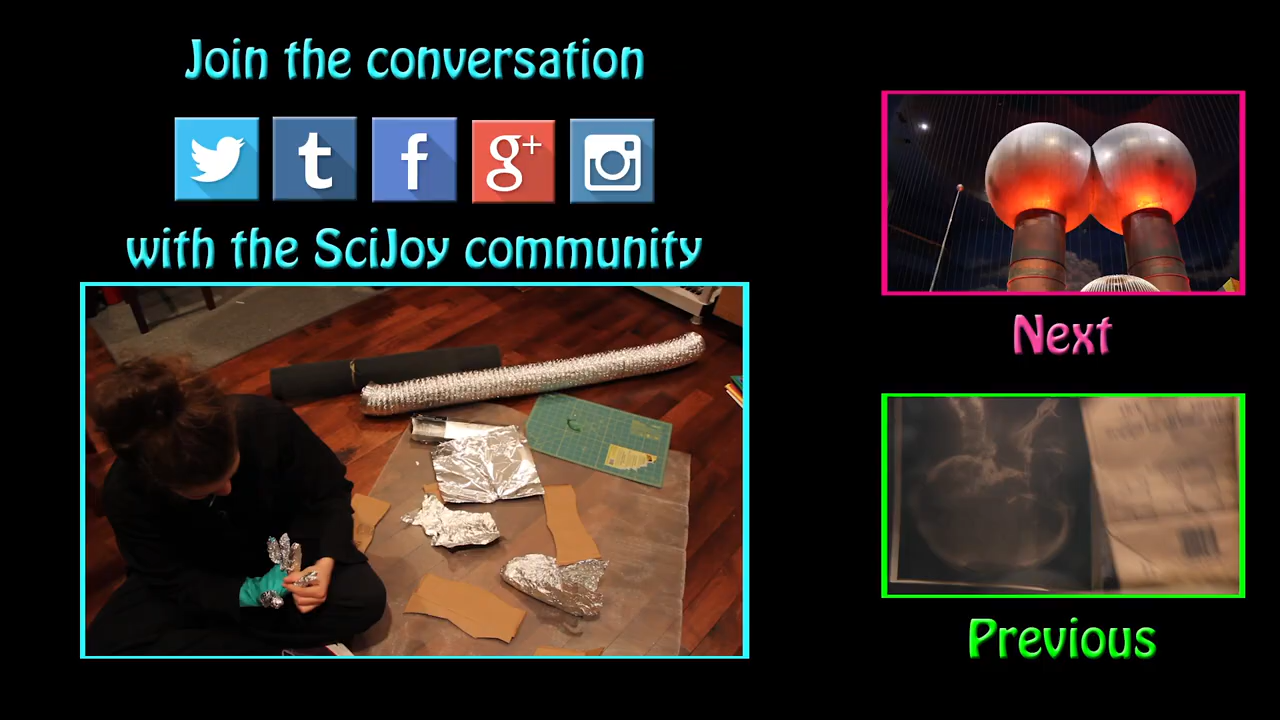 Join the conversation
t f g+
with the SciJoy community
Next
Previous